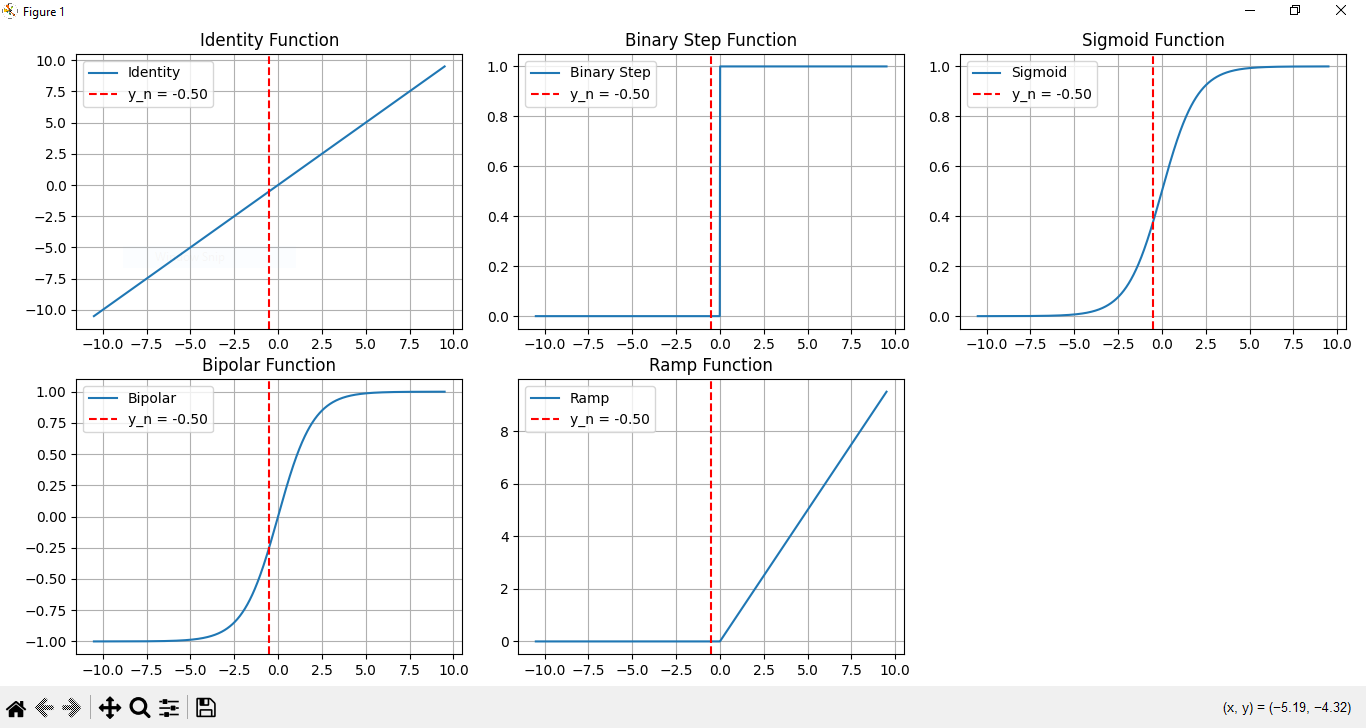 Figure 1
Identity Function
Identity
y_n = -0.50
10.0
7.5
5.0
2.5
0.0
−2.5
−5.0
−7.5
−10.0
−10.0 −7.5 −5.0 −2.5 0.0 2.5 5.0 7.5 10.0
Binary Step Function
Binary Step
y_n = -0.50
1.0
0.8
0.6
0.4
0.2
0.0
−10.0 −7.5 −5.0 −2.5 0.0 2.5 5.0 7.5 10.0
Sigmoid Function
Sigmoid
y_n = -0.50
1.0
0.8
0.6
0.4
0.2
0.0
−10.0 −7.5 −5.0 −2.5 0.0 2.5 5.0 7.5 10.0
Bipolar Function
Bipolar
y_n = -0.50
1.00
0.75
0.50
0.25
0.00
−0.25
−0.50
−0.75
−1.00
−10.0 −7.5 −5.0 −2.5 0.0 2.5 5.0 7.5 10.0
Ramp Function
Ramp
y_n = -0.50
8
6
4
2
0
−10.0 −7.5 −5.0 −2.5 0.0 2.5 5.0 7.5 10.0
(x, y) = (−5.19, −4.32)